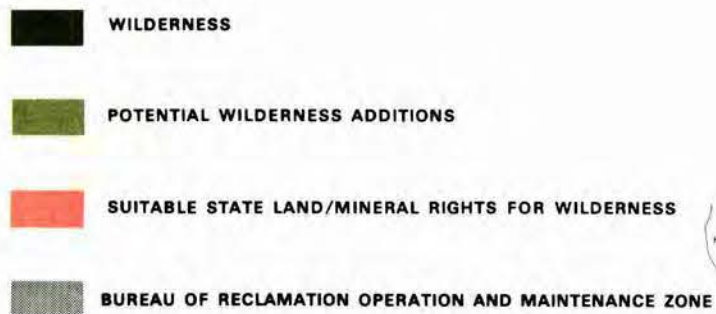 WILDERNESS
POTENTIAL WILDERNESS ADDITIONS
SUITABLE STATE LAND/MINERAL RIGHTS FOR WILDERNESS
BUREAU OF RECLAMATION OPERATION AND MAINTENANCE ZONE